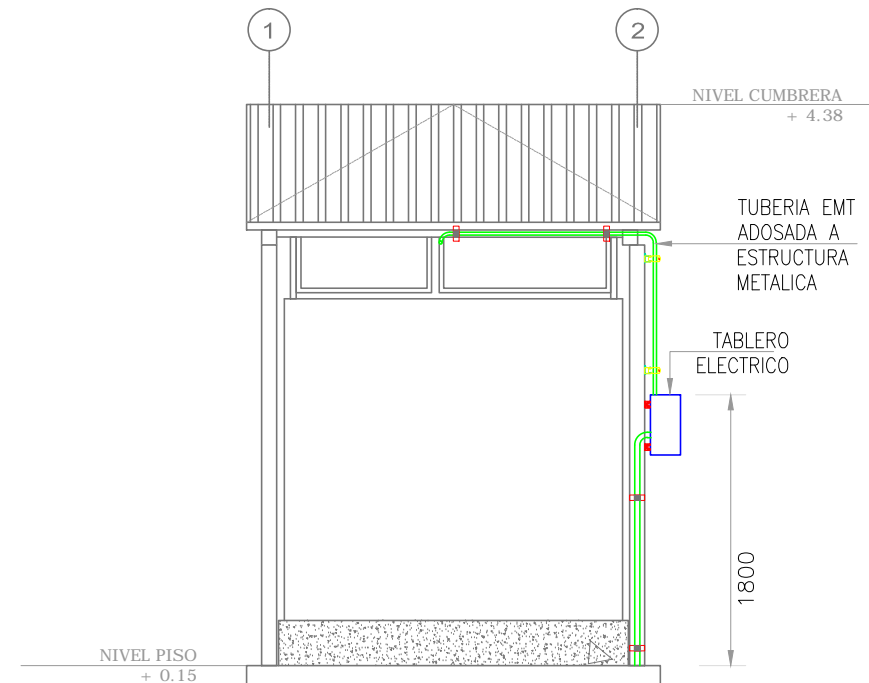 1
2
NIVEL CUMBRERA
+ 4.38
TUBERIA EMT
ADOSADA A
ESTRUCTURA
METALICA
TABLERO
ELECTRICO
1800
NIVEL PISO
+ 0.15